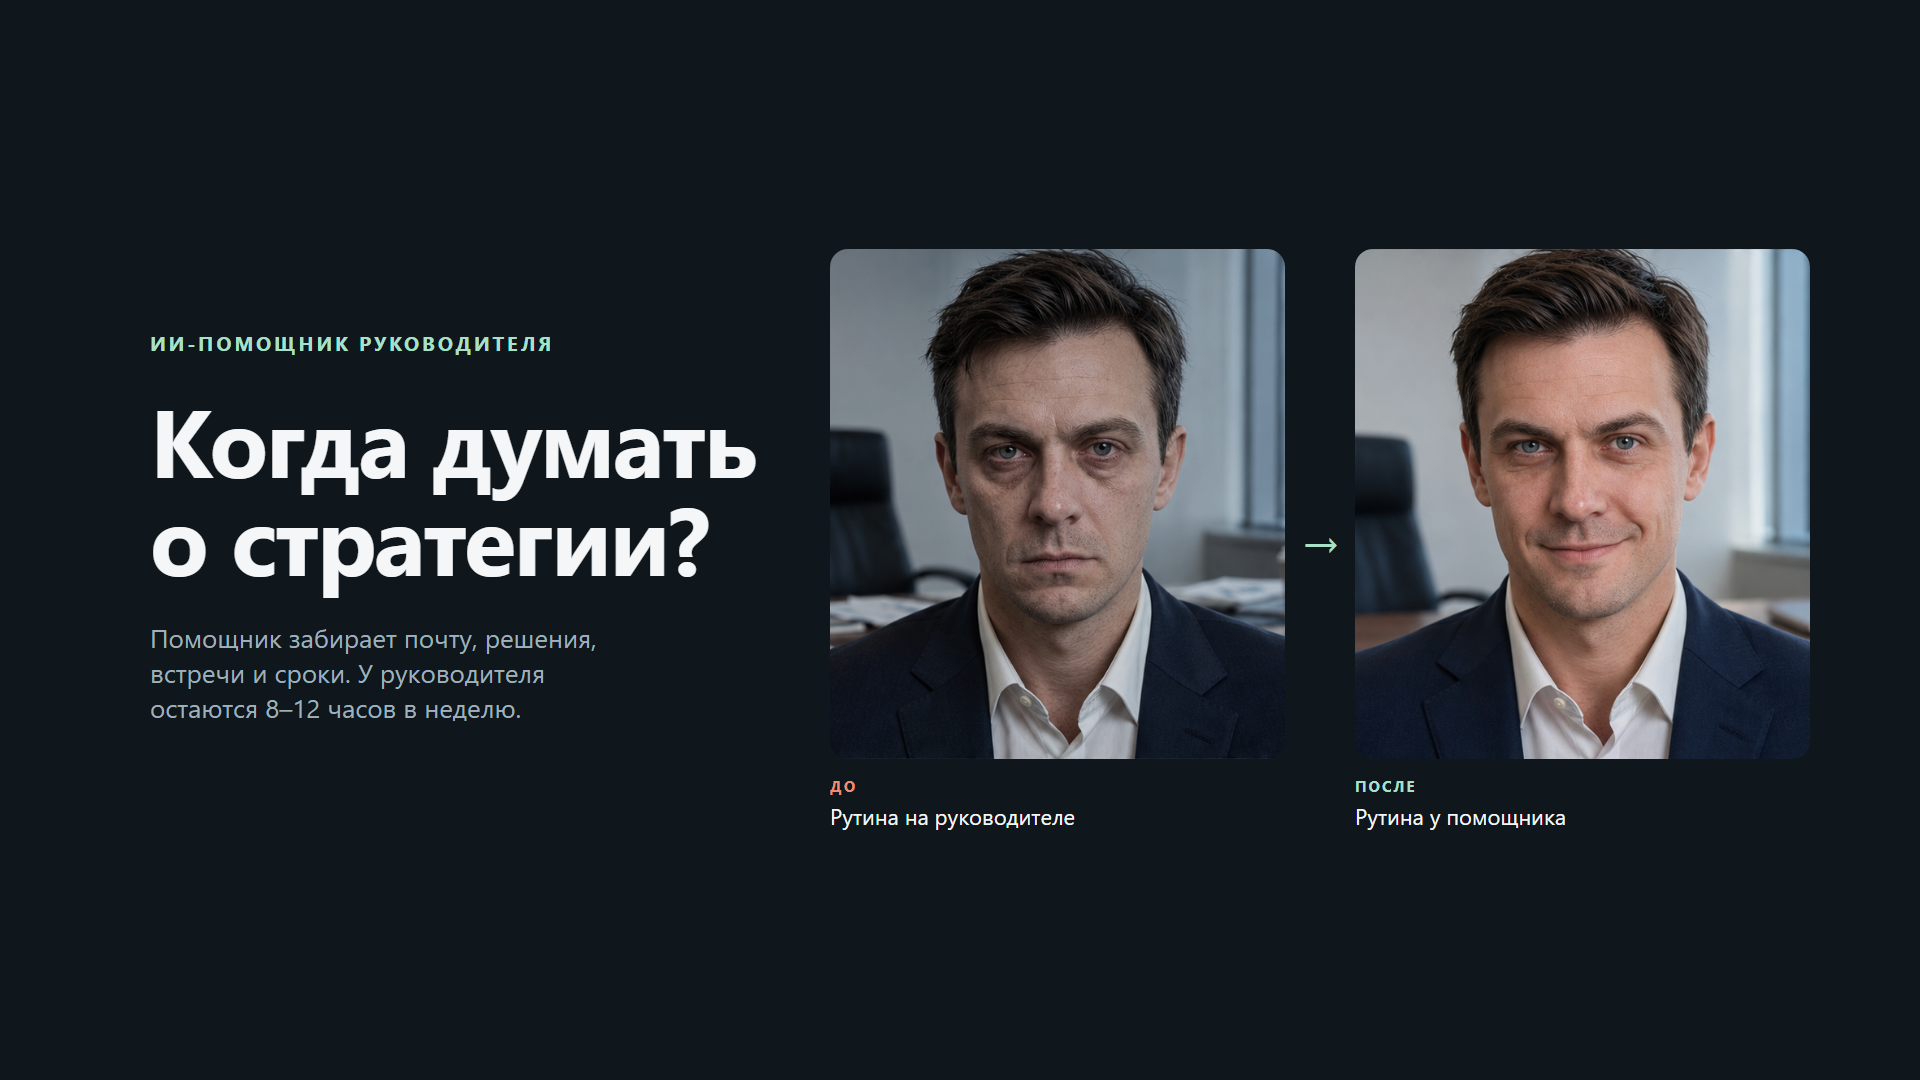 ИИ-ПОМОЩНИК РУКОВОДИТЕЛЯ
Когда думать
о стратегии?
Помощник забирает почту, решения,
встречи и сроки. У руководителя
остаются 8–12 часов в неделю.
→
ДО
Рутина на руководителе
ПОСЛЕ
Рутина у помощника